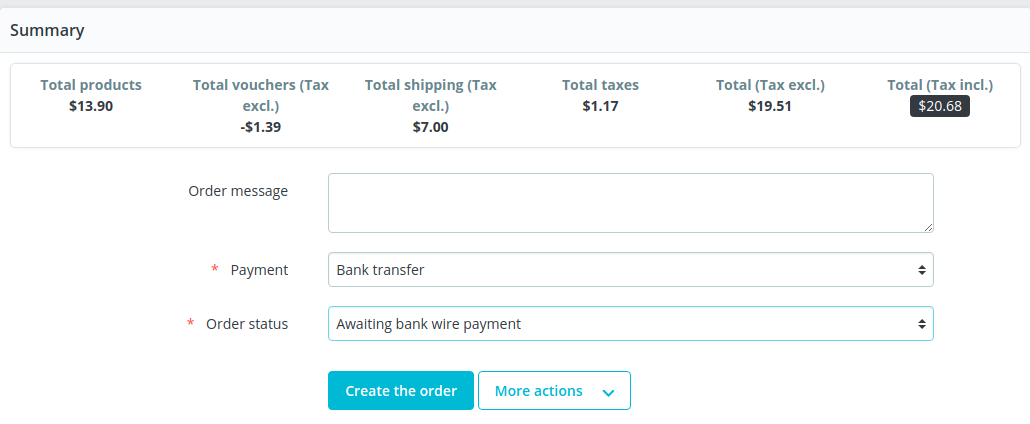 Summary
Total products
$13.90
Total vouchers (Tax
excl.)
-$1.39
Total shipping (Tax
excl.)
$7.00
Total taxes
$1.17
Total (Tax excl.)
$19.51
Total (Tax incl.)
$20.68
Order message
* Payment
Bank transfer
* Order status
Awaiting bank wire payment
Create the order
More actions